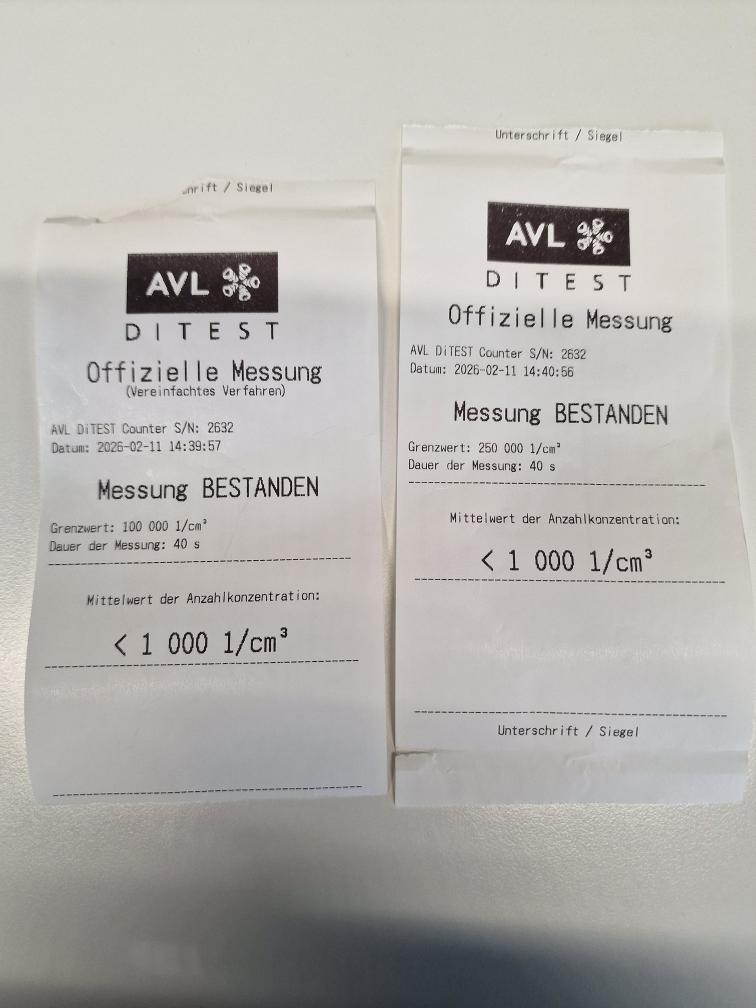 Siegel
AVL
DITEST
Offizielle Messung
(Vereinfachtes Verfahren)
AVL DiTEST Counter S/N: 2632
Datum: 2026-02-11 14:39:57
Messung BESTANDEN
Grenzwert: 100 000 1/cm³
Dauer der Messung: 40 s
Mittelwert der Anzahlkonzentration:
< 1 000 1/cm³
Unterschrift / Siegel
AVL
DITEST
Offizielle Messung
AVL DiTEST Counter S/N: 2632
Datum: 2026-02-11 14:40:56
Messung BESTANDEN
Grenzwert: 250 000 1/cm³
Dauer der Messung: 40 s
Mittelwert der Anzahlkonzentration:
< 1 000 1/cm³
Unterschrift / Siegel